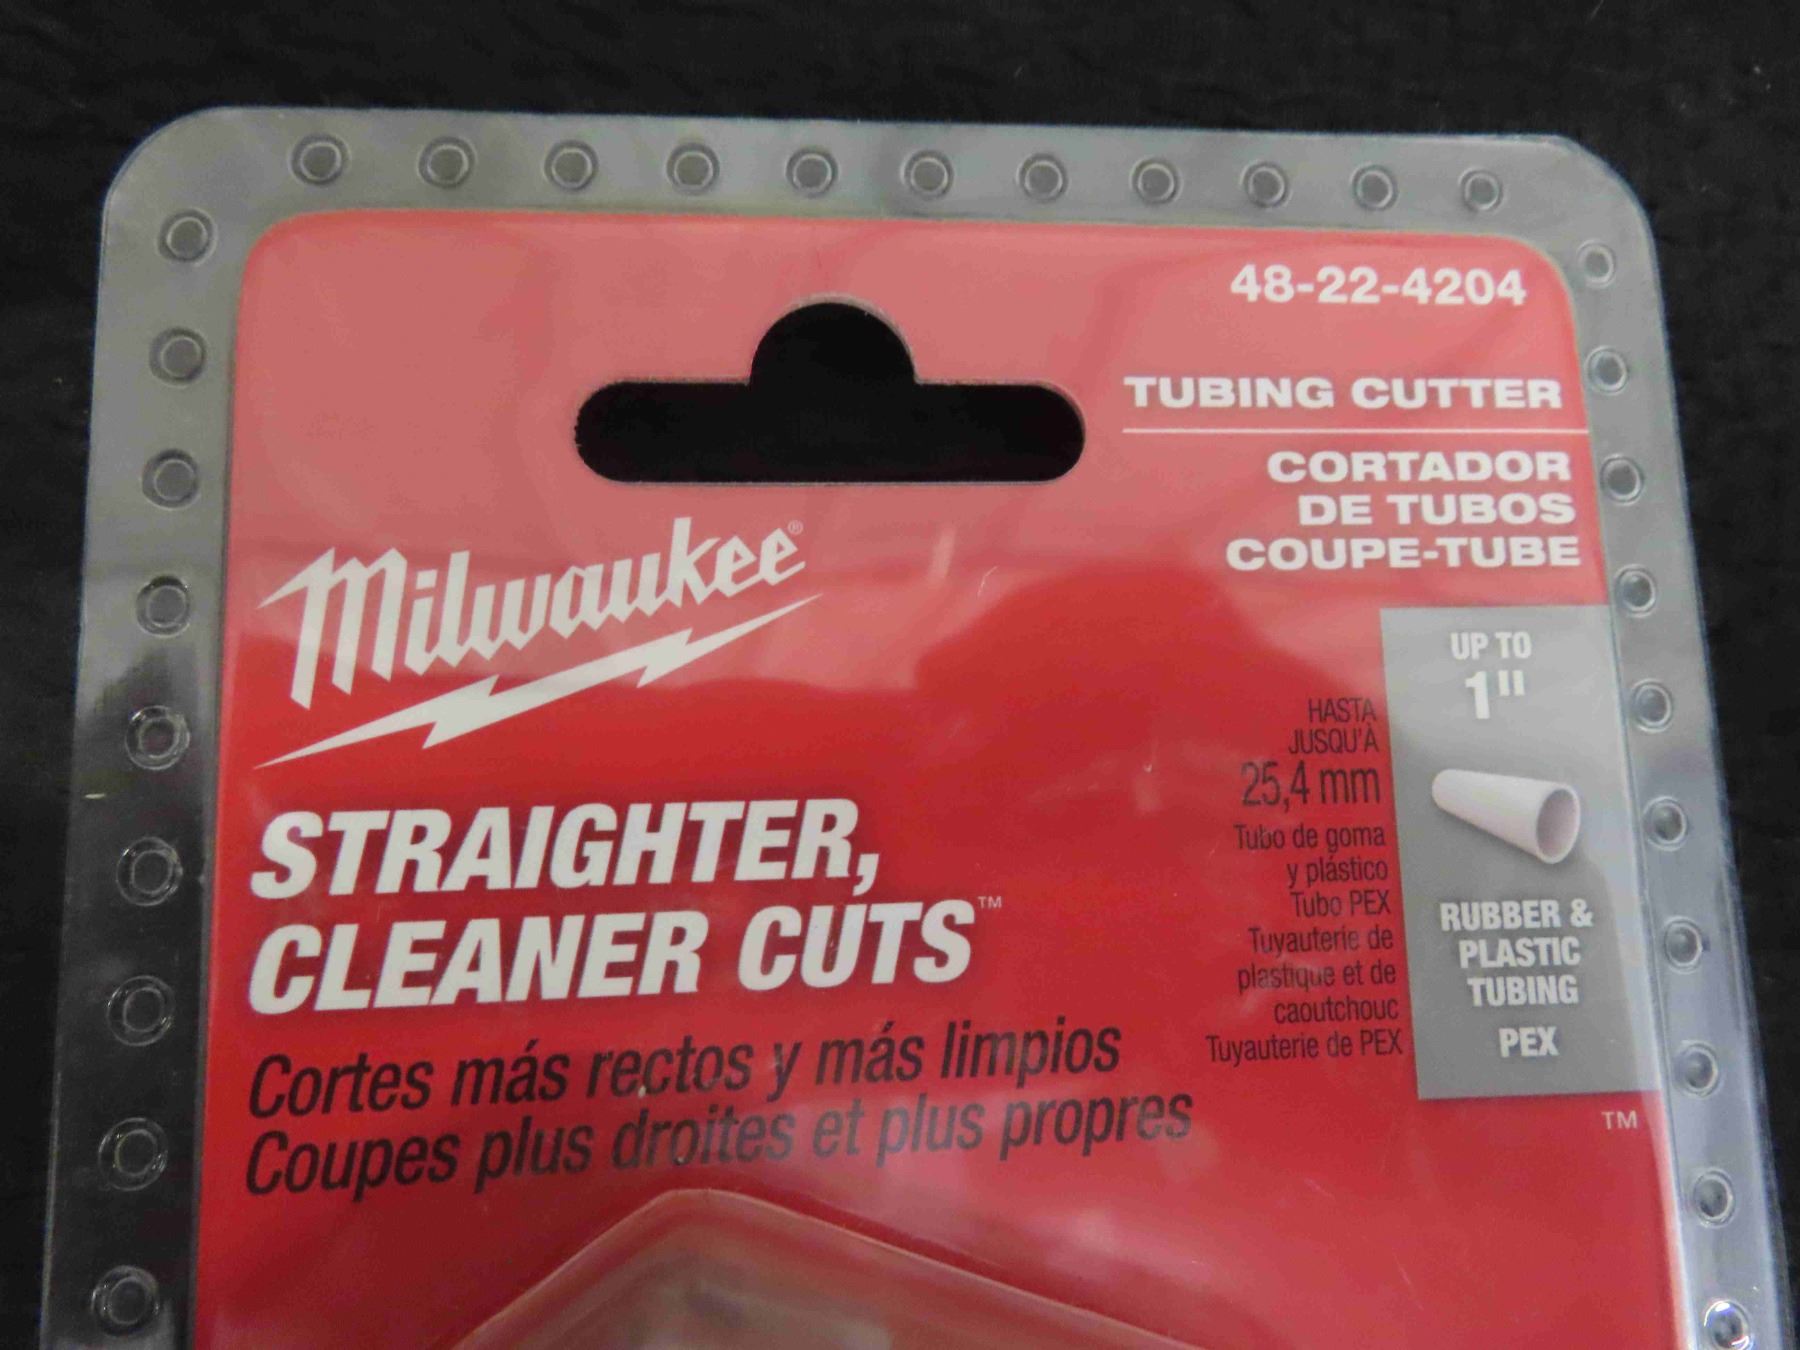 48-22-4204
TUBING CUTTER
CORTADOR
DE TUBOS
COUPE-TUBE
Milwaukee®
UP TO
1"
HASTA
JUSQU'À
25,4 mm
Tubo de goma
y plástico
Tubo PEX
Tuyauterie de
plastique et de
caoutchouc
Tuyauterie de PEX
RUBBER &
PLASTIC
TUBING
PEX
TM
STRAIGHTER,
CLEANER CUTS™
Cortes más rectos y más limpios
Coupes plus droites et plus propres